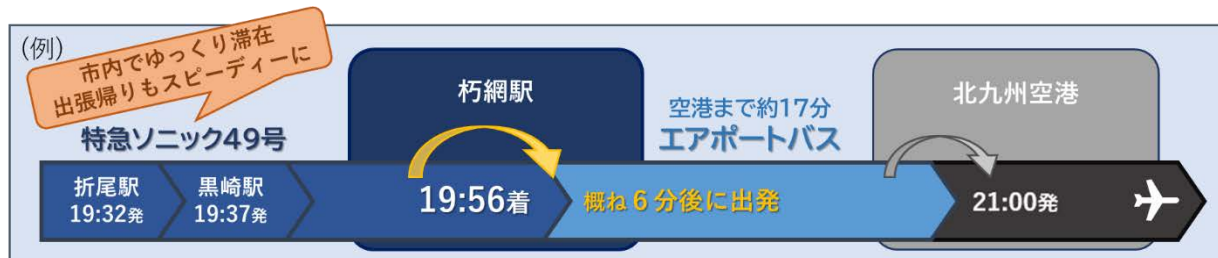 (例)
市内でゆっくり滞在
出張帰りもスピーディーに
特急ソニック49号
折尾駅
19:32発
黒崎駅
19:37発
朽網駅
19:56着
空港まで約17分
エアポートバス
概ね6分後に出発
北九州空港
21:00発